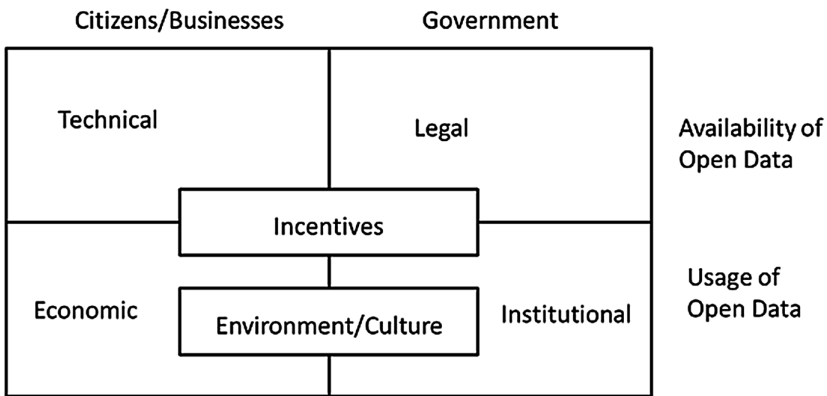 Citizens/Businesses
Government
Technical
Legal
Availability of
Open Data
Incentives
Usage of
Open Data
Economic
Environment/Culture
Institutional